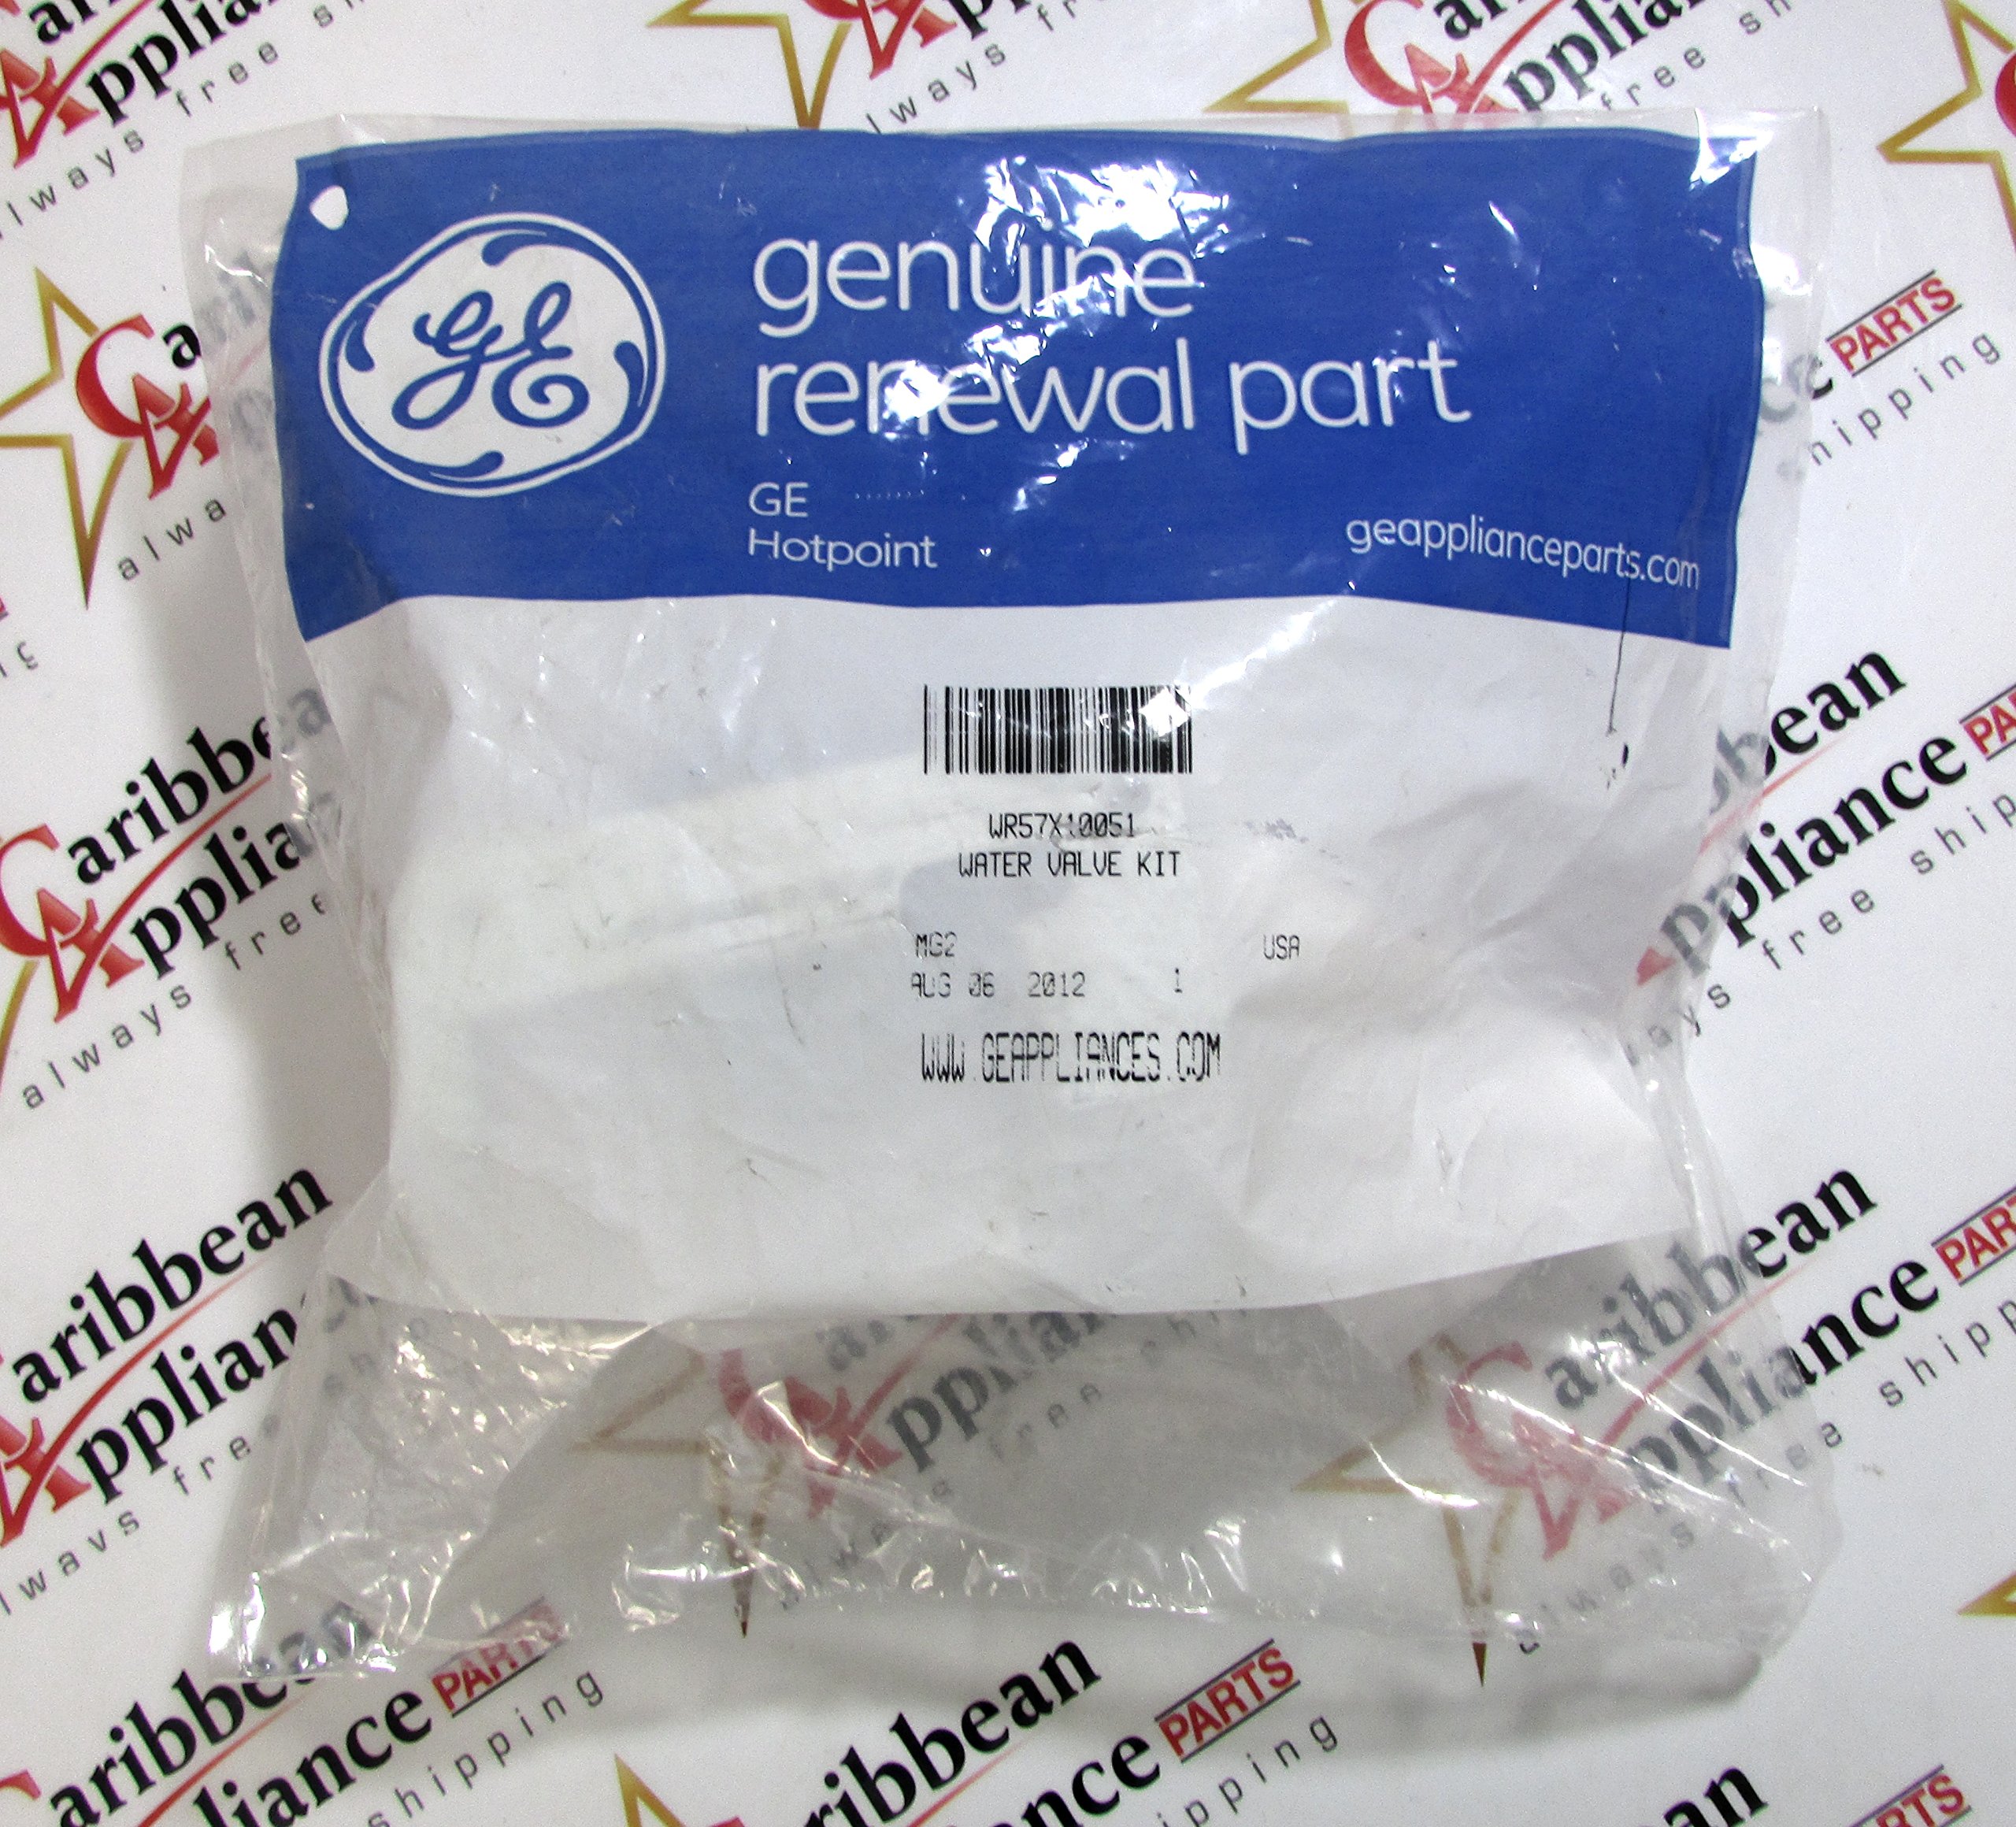 GE
genuine
renewal part
GE
Hotpoint
geapplianceparts.com
WR57X10051
WATER VALVE KIT
MG2 USA
AUG 06 2012 1
WWW.GEAPPLIANCES.COM
Caribbean
Appliance PARTS
always free shipping